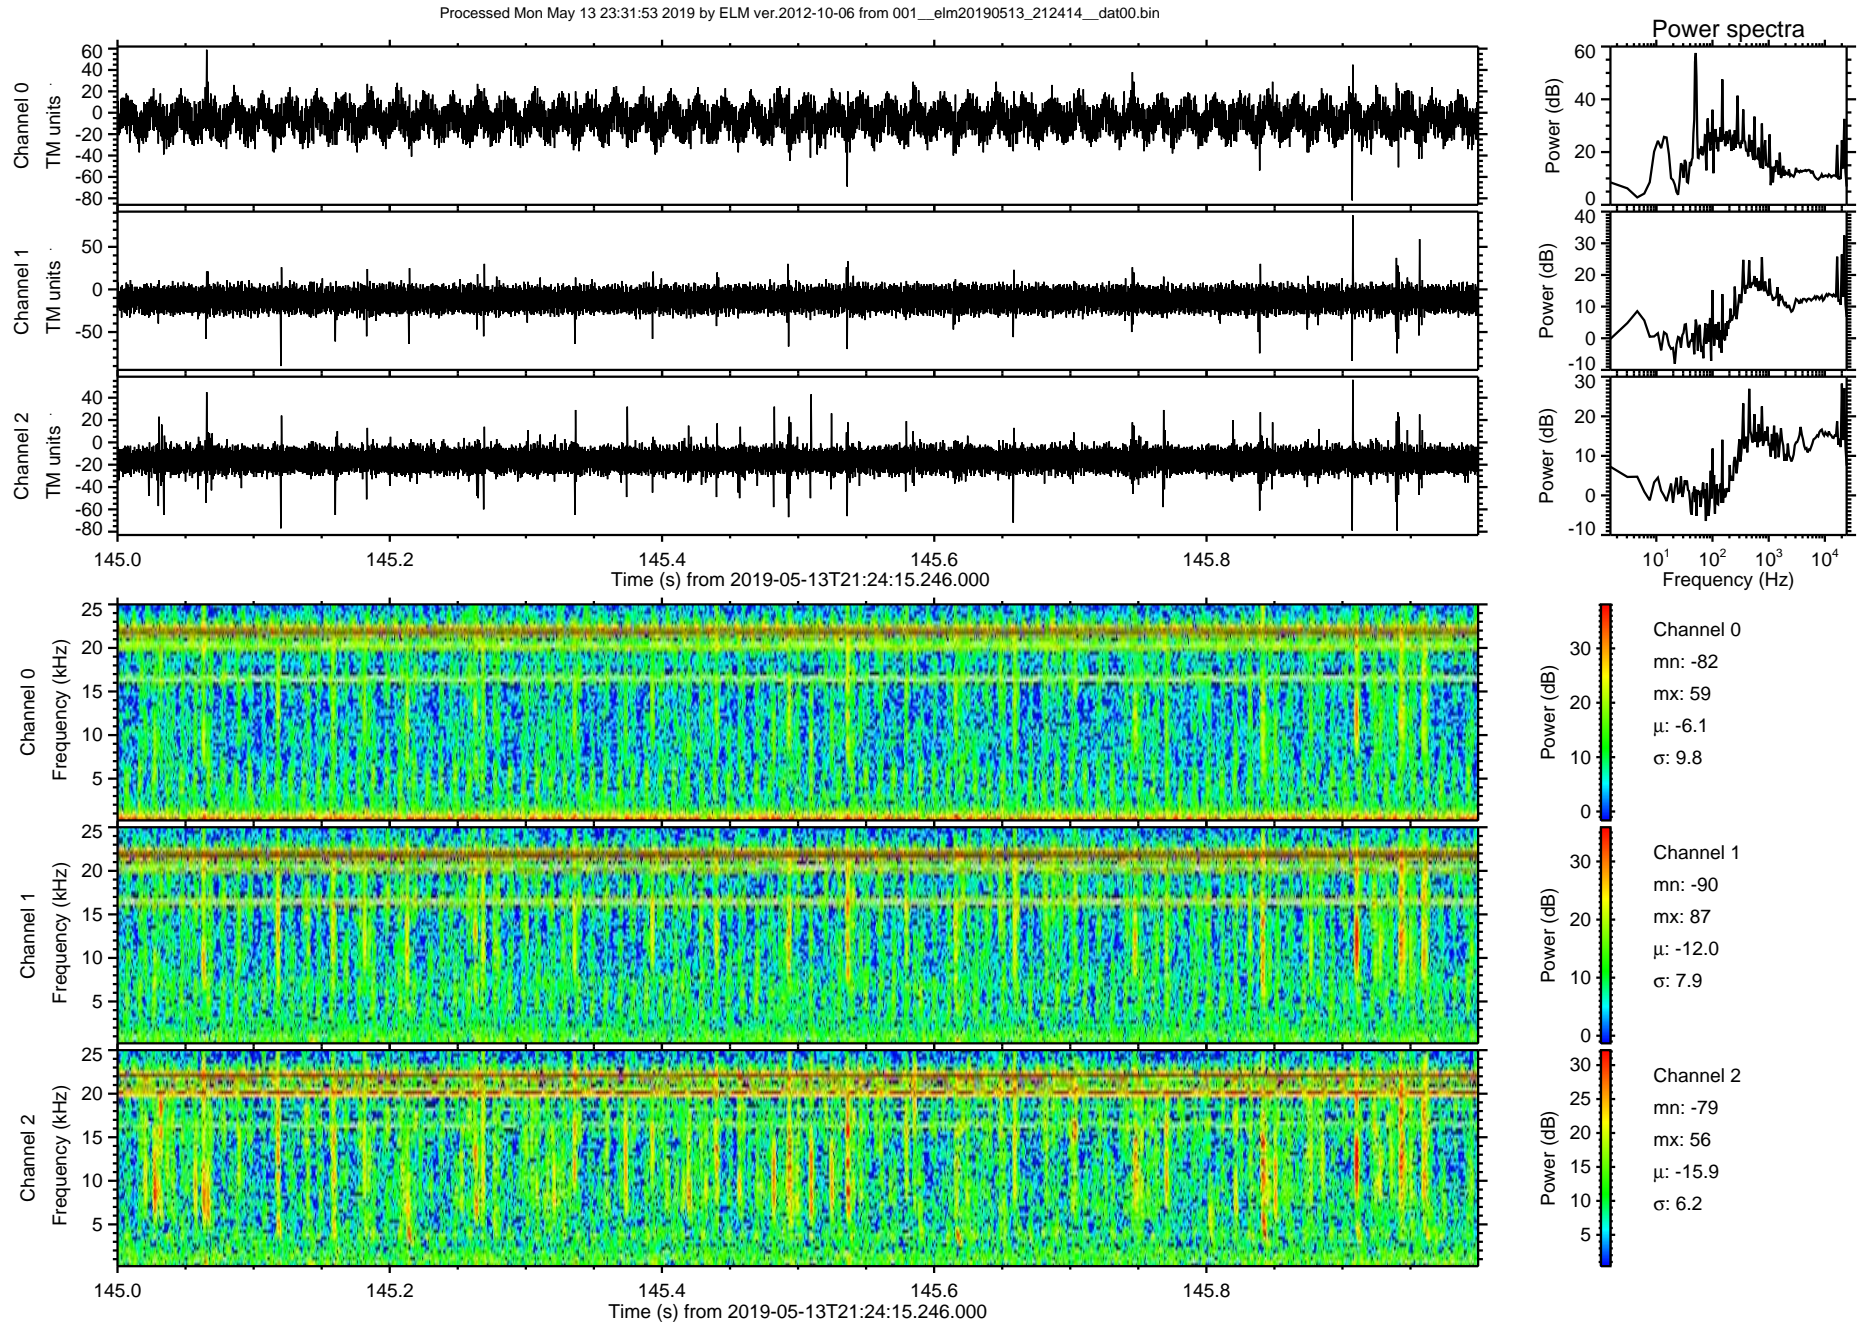 Processed Mon May 13 23:31:53 2019 by ELM ver.2012-10-06 from 001__elm20190513_212414__dat00.bin
Power spectra
Channel 0
TM units
60
40
20
0
-20
-40
-60
-80
Power (dB)
60
40
20
0
Channel 1
TM units
50
0
-50
Power (dB)
40
30
20
10
0
-10
Channel 2
TM units
40
20
0
-20
-40
-60
-80
Power (dB)
30
20
10
0
-10
145.0 145.2 145.4 145.6 145.8
Time (s) from 2019-05-13T21:24:15.246.000
10¹ 10² 10³ 10⁴
Frequency (Hz)
Channel 0
Frequency (kHz)
25
20
15
10
5
Power (dB)
30
20
10
0
Channel 0
mn: -82
mx: 59
μ: -6.1
σ: 9.8
Channel 1
Frequency (kHz)
25
20
15
10
5
Power (dB)
30
20
10
0
Channel 1
mn: -90
mx: 87
μ: -12.0
σ: 7.9
Channel 2
Frequency (kHz)
25
20
15
10
5
Power (dB)
30
25
20
15
10
5
Channel 2
mn: -79
mx: 56
μ: -15.9
σ: 6.2
145.0 145.2 145.4 145.6 145.8
Time (s) from 2019-05-13T21:24:15.246.000